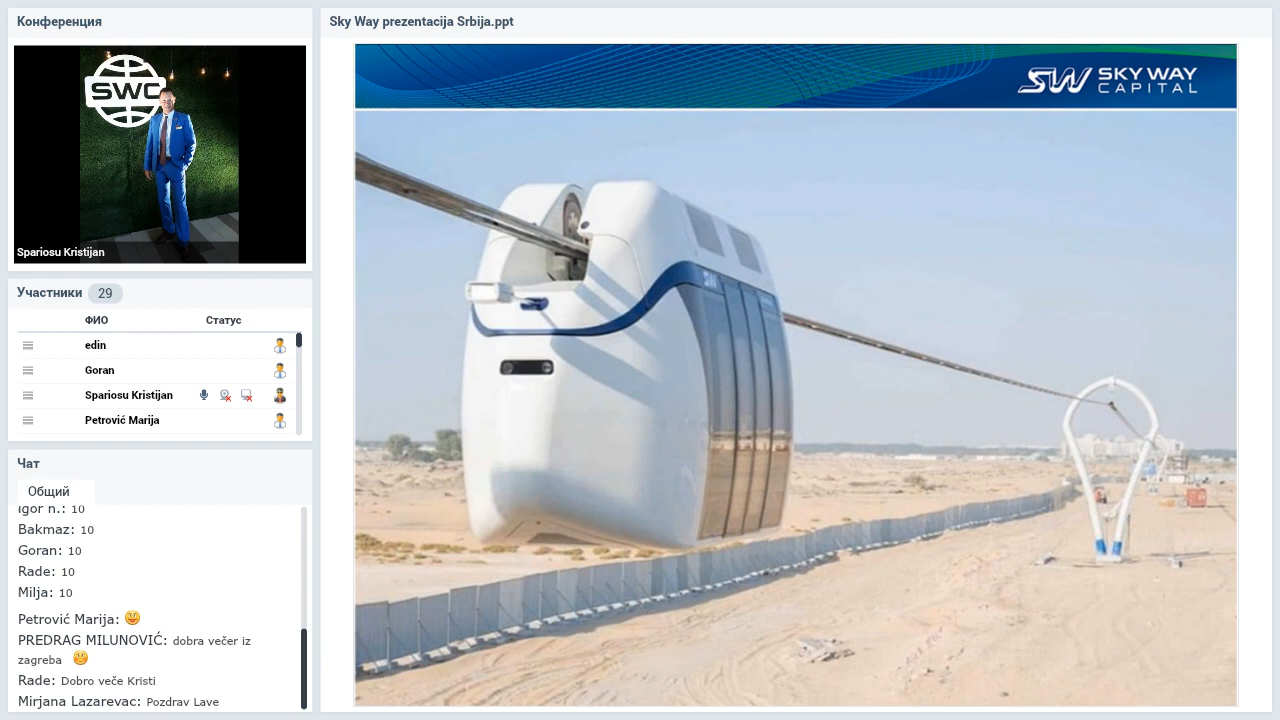 Конференция
SWC
Spariosu Kristijan
Участники 29
ФИО Статус
edin
Goran
Spariosu Kristijan
Petrović Marija
Чат
Общий
igor n.: 10
Bakmaz: 10
Goran: 10
Rade: 10
Milja: 10
Petrović Marija:
PREDRAG MILUNOVIĆ: dobra večer iz
zagreba
Rade: Dobro veče Kristi
Mirjana Lazarevac: Pozdrav Lave
Sky Way prezentacija Srbija.ppt
SW SKY WAY
CAPITAL